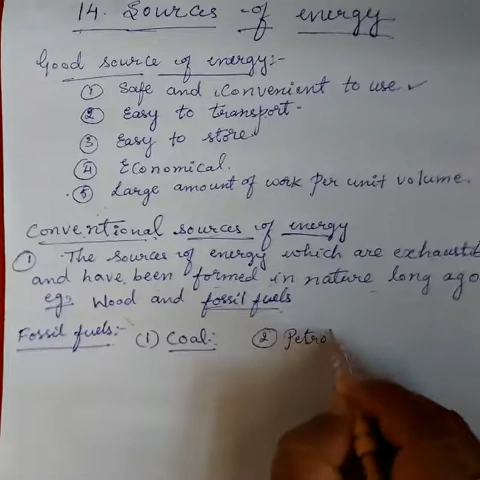 14. Sources of energy
Good source of energy:-
① Safe and convenient to use ✓
② Easy to transport-
③ Easy to store
④ Economical.
⑤ Large amount of work per unit volume.
Conventional sources of energy
① The sources of energy which are exhaustib
and have been formed in nature long ago
eg:- Wood and fossil fuels
Fossil fuels:- (1) Coal:- ② Petro